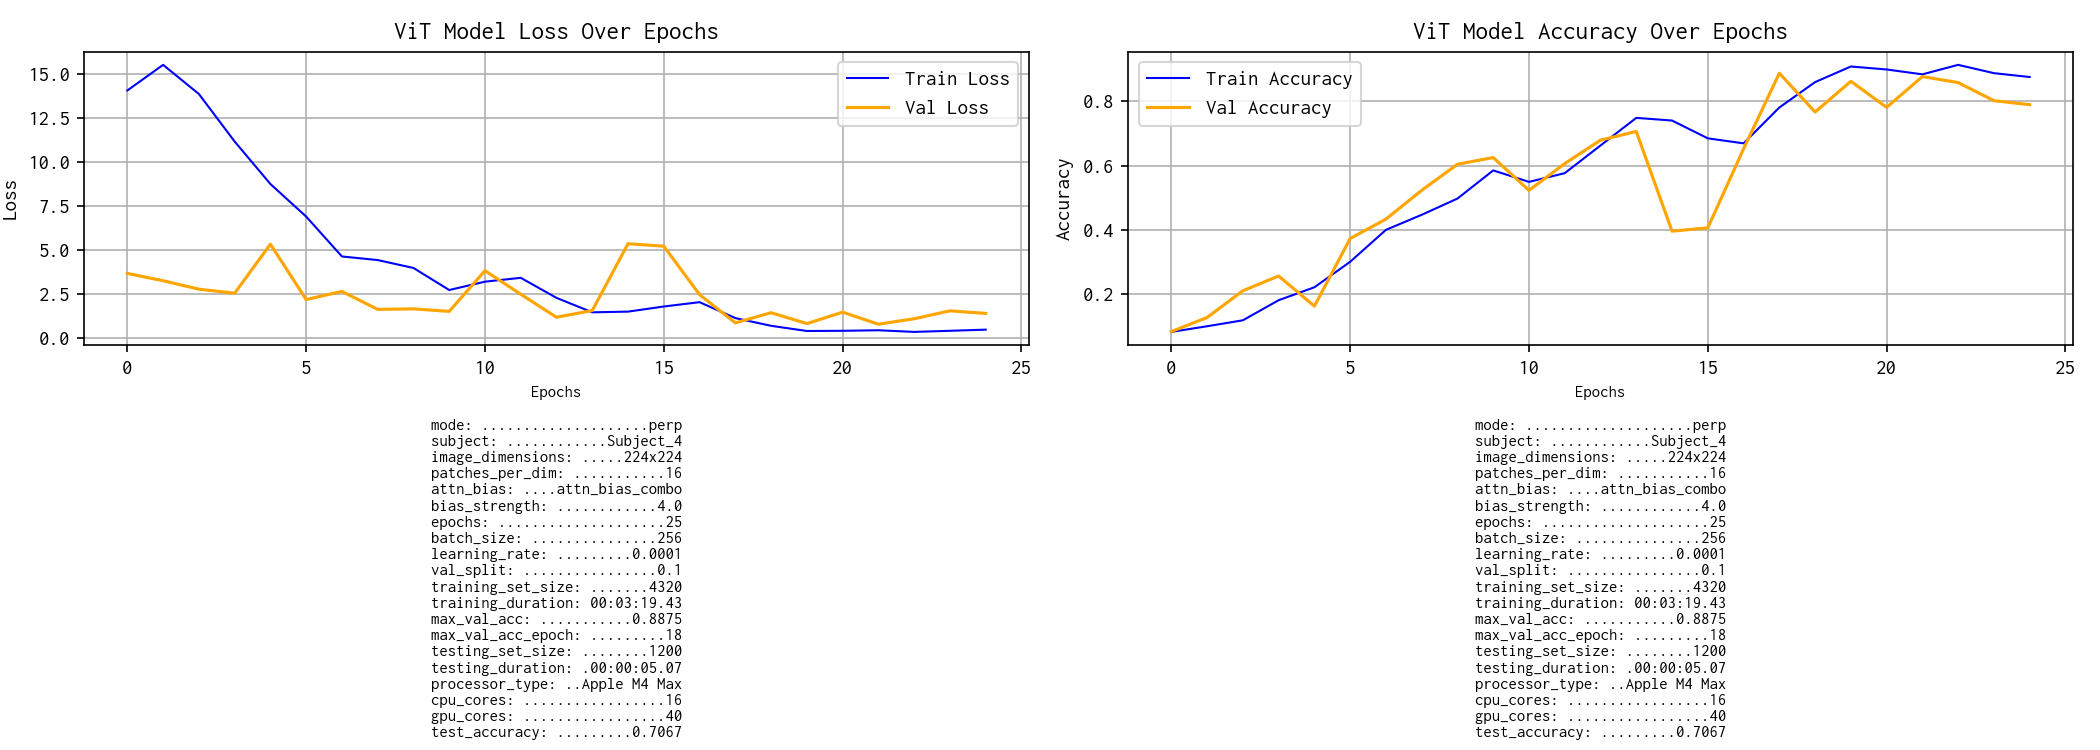 ViT Model Loss Over Epochs
Train Loss
Val Loss
Loss
15.0
12.5
10.0
7.5
5.0
2.5
0.0
0 5 10 15 20 25
Epochs
mode: ....................perp
subject: ............Subject_4
image_dimensions: .....224x224
patches_per_dim: ...........16
attn_bias: ....attn_bias_combo
bias_strength: ............4.0
epochs: ....................25
batch_size: ...............256
learning_rate: .........0.0001
val_split: ................0.1
training_set_size: .......4320
training_duration: 00:03:19.43
max_val_acc: ...........0.8875
max_val_acc_epoch: .........18
testing_set_size: ........1200
testing_duration: .00:00:05.07
processor_type: ..Apple M4 Max
cpu_cores: .................16
gpu_cores: .................40
test_accuracy: .........0.7067
ViT Model Accuracy Over Epochs
Train Accuracy
Val Accuracy
Accuracy
0.8
0.6
0.4
0.2
0 5 10 15 20 25
Epochs
mode: ....................perp
subject: ............Subject_4
image_dimensions: .....224x224
patches_per_dim: ...........16
attn_bias: ....attn_bias_combo
bias_strength: ............4.0
epochs: ....................25
batch_size: ...............256
learning_rate: .........0.0001
val_split: ................0.1
training_set_size: .......4320
training_duration: 00:03:19.43
max_val_acc: ...........0.8875
max_val_acc_epoch: .........18
testing_set_size: ........1200
testing_duration: .00:00:05.07
processor_type: ..Apple M4 Max
cpu_cores: .................16
gpu_cores: .................40
test_accuracy: .........0.7067